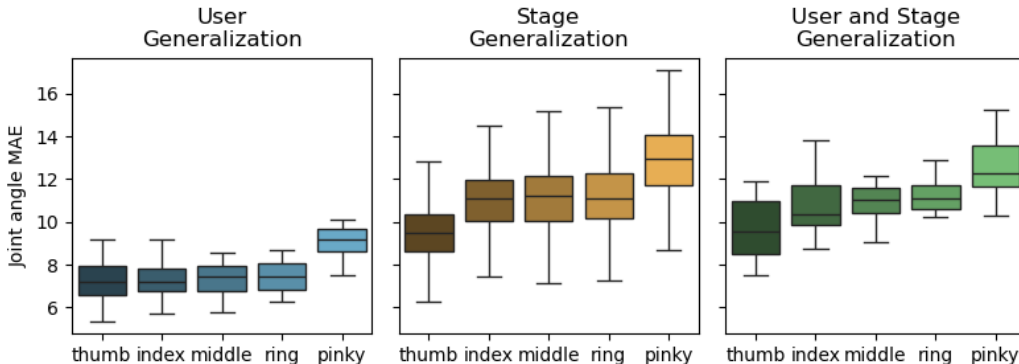 User
Generalization
Stage
Generalization
User and Stage
Generalization
Joint angle MAE
16
14
12
10
8
6
thumb index middle ring pinky
thumb index middle ring pinky
thumb index middle ring pinky